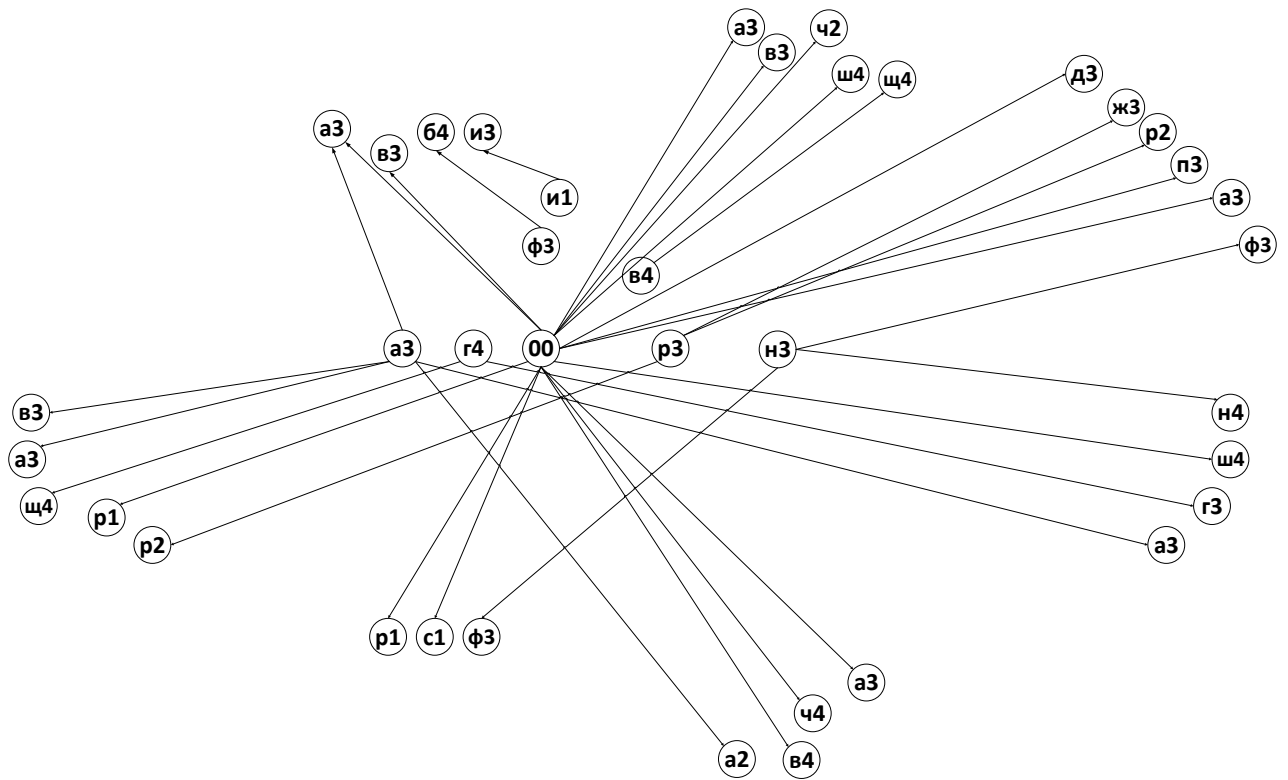 а3
ч2
в3
ш4
щ4
д3
ж3
а3
б4
и3
р2
в3
п3
и1
а3
ф3
ф3
в4
а3
г4
00
р3
н3
в3
н4
а3
ш4
щ4
г3
р1
р2
а3
р1
с1
ф3
а3
ч4
а2
в4